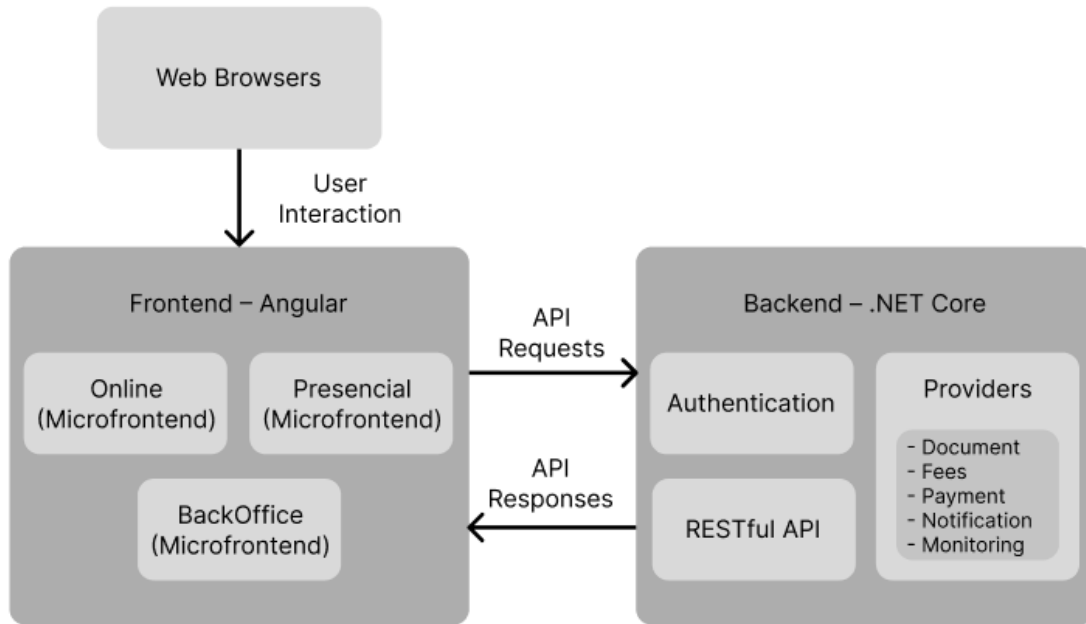 Web Browsers
User
Interaction
Frontend – Angular
Online
(Microfrontend)
Presencial
(Microfrontend)
BackOffice
(Microfrontend)
API
Requests
API
Responses
Backend – .NET Core
Authentication
RESTful API
Providers
- Document
- Fees
- Payment
- Notification
- Monitoring